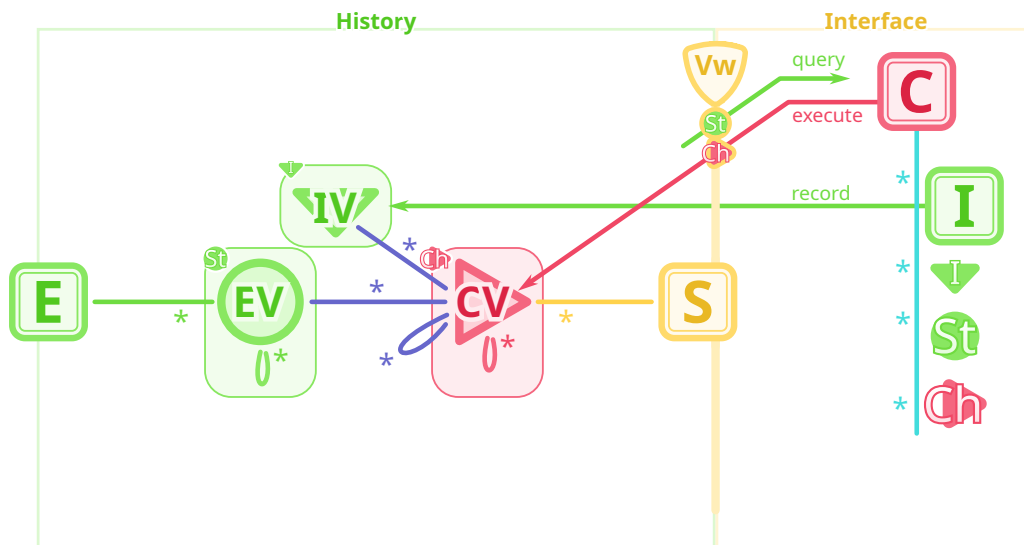 History
Interface
Vw
query
C
St
execute
Ch
*
I
record
IV
I
*
St
Ch
*
*
E
EV
*
CV
S
I
*
*
St
*
*
*
*
Ch